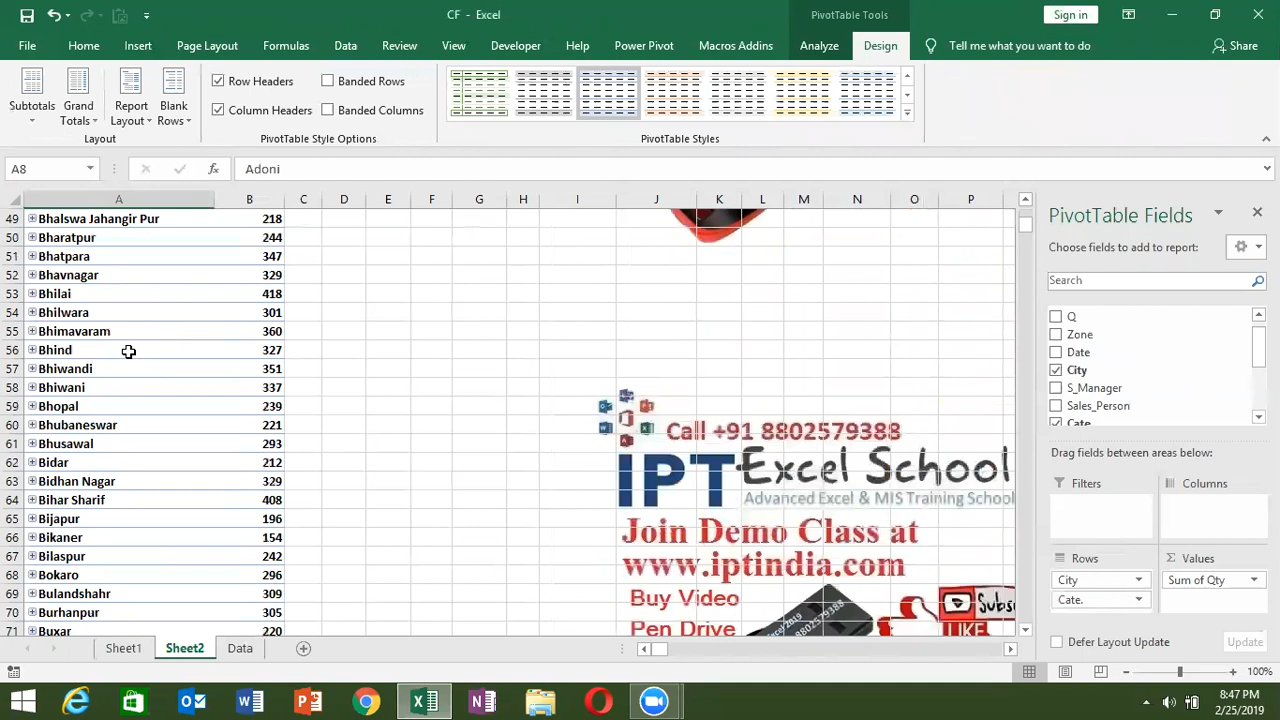 CF - Excel
PivotTable Tools
Sign in
File Home Insert Page Layout Formulas Data Review View Developer Help Power Pivot Macros Addins Analyze Design Tell me what you want to do Share
Subtotals
Grand Totals
Report Layout
Blank Rows
Row Headers
Banded Rows
Column Headers
Banded Columns
Layout
PivotTable Style Options
PivotTable Styles
A8 fx Adoni
A B C D E F G H I J K L M N O P
49 Bhalswa Jahangir Pur 218
50 Bharatpur 244
51 Bhatpara 347
52 Bhavnagar 329
53 Bhilai 418
54 Bhilwara 301
55 Bhimavaram 360
56 Bhind 327
57 Bhiwandi 351
58 Bhiwani 337
59 Bhopal 239
60 Bhubaneswar 221
61 Bhusawal 293
62 Bidar 212
63 Bidhan Nagar 329
64 Bihar Sharif 408
65 Bijapur 196
66 Bikaner 154
67 Bilaspur 242
68 Bokaro 296
69 Bulandshahr 309
70 Burhanpur 305
71 Buxar 220
Call +91 8802579388
IPT Excel School
Advanced Excel & MIS Training School
Join Demo Class at
www.iptindia.com
Buy Video
Pen Drive
Excel 2019
8802579388
Subs
LIKE
PivotTable Fields
Choose fields to add to report:
Search
Q
Zone
Date
City
S_Manager
Sales_Person
Cate.
Drag fields between areas below:
Filters
Columns
Rows
Σ Values
City
Sum of Qty
Cate.
Defer Layout Update
Update
Sheet1 Sheet2 Data
100%
8:47 PM
2/25/2019